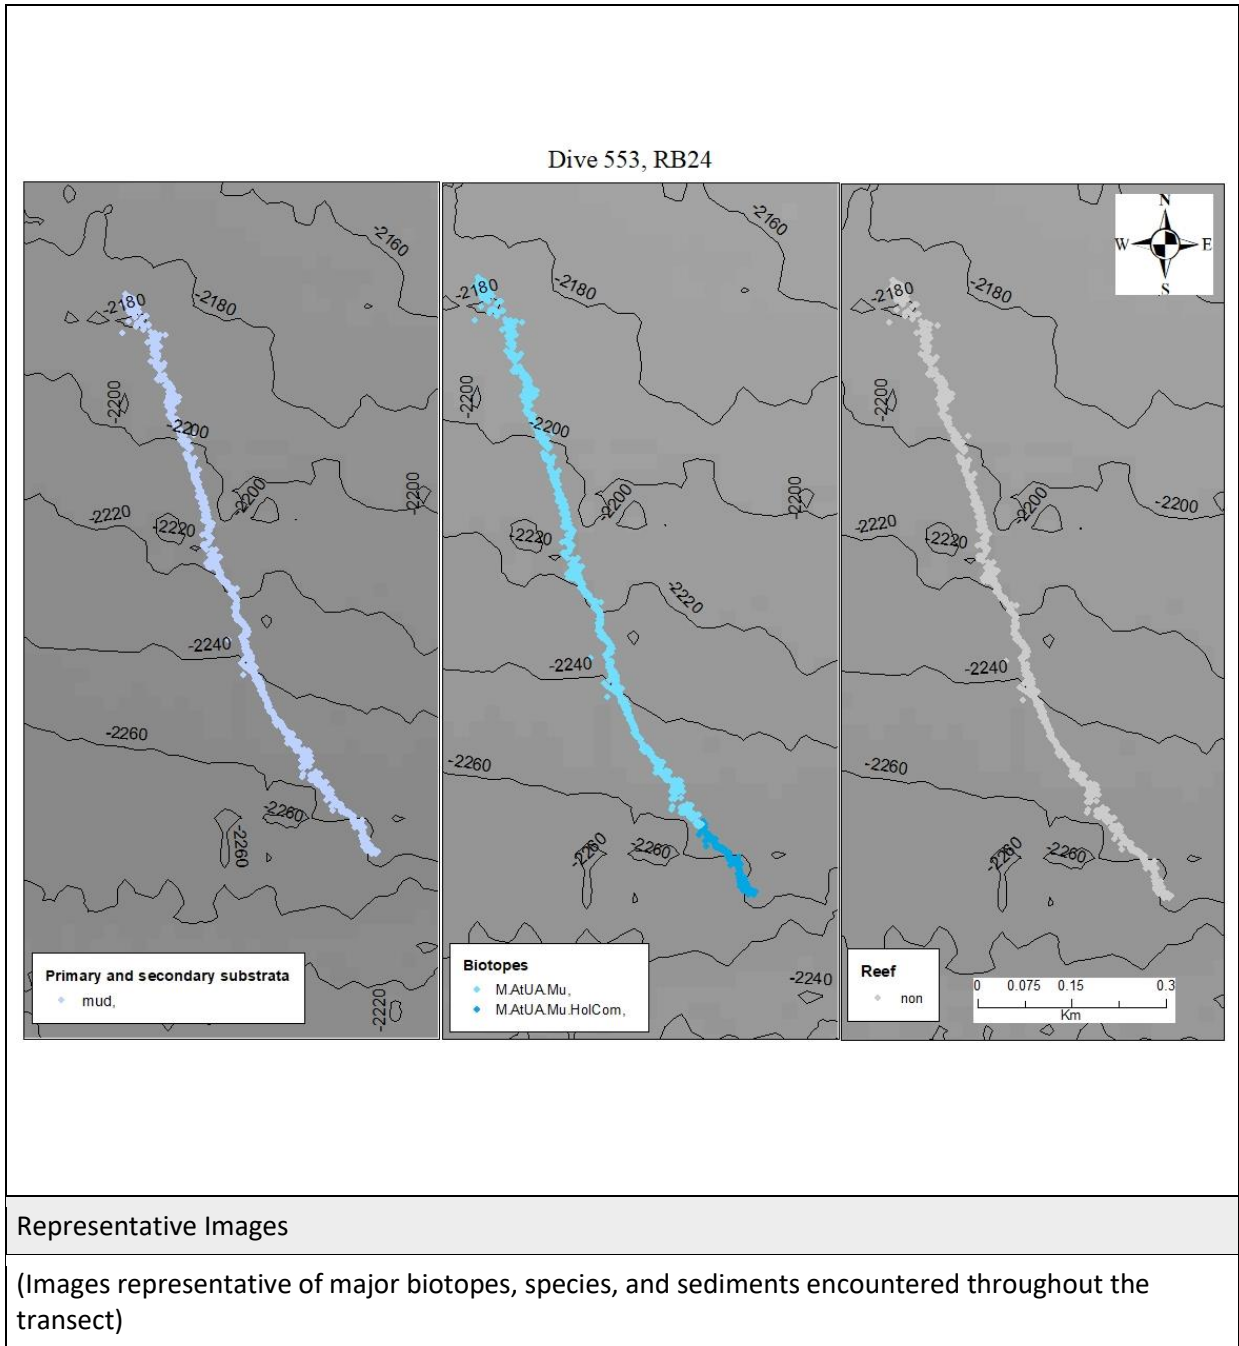 Dive 553, RB24
-2160
-2180
-2180
-2200
-2200
-2200
-2200
-2220
-2220
-2240
-2260
-2260
-2260
-2220
Primary and secondary substrata
mud,
-2160
-2180
-2180
-2200
-2200
-2200
-2200
-2220
-2220
-2240
-2260
-2260
-2260
-2240
Biotopes
M.AtUA.Mu,
M.AtUA.Mu.HolCom,
N
W
E
S
-2180
-2180
-2200
-2200
-2200
-2220
-2220
-2240
-2260
-2260
-2260
Reef
non
0 0.075 0.15 0.3
Km
Representative Images
(Images representative of major biotopes, species, and sediments encountered throughout the
transect)